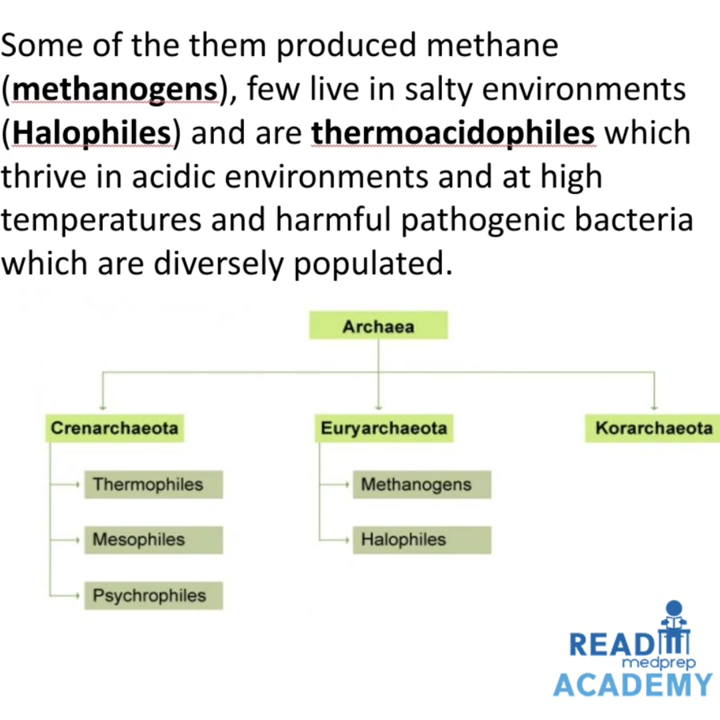 Some of the them produced methane
(methanogens), few live in salty environments
(Halophiles) and are thermoacidophiles which
thrive in acidic environments and at high
temperatures and harmful pathogenic bacteria
which are diversely populated.
Archaea
Crenarchaeota
Euryarchaeota
Korarchaeota
Thermophiles
Methanogens
Mesophiles
Halophiles
Psychrophiles
READ
medprep
ACADEMY